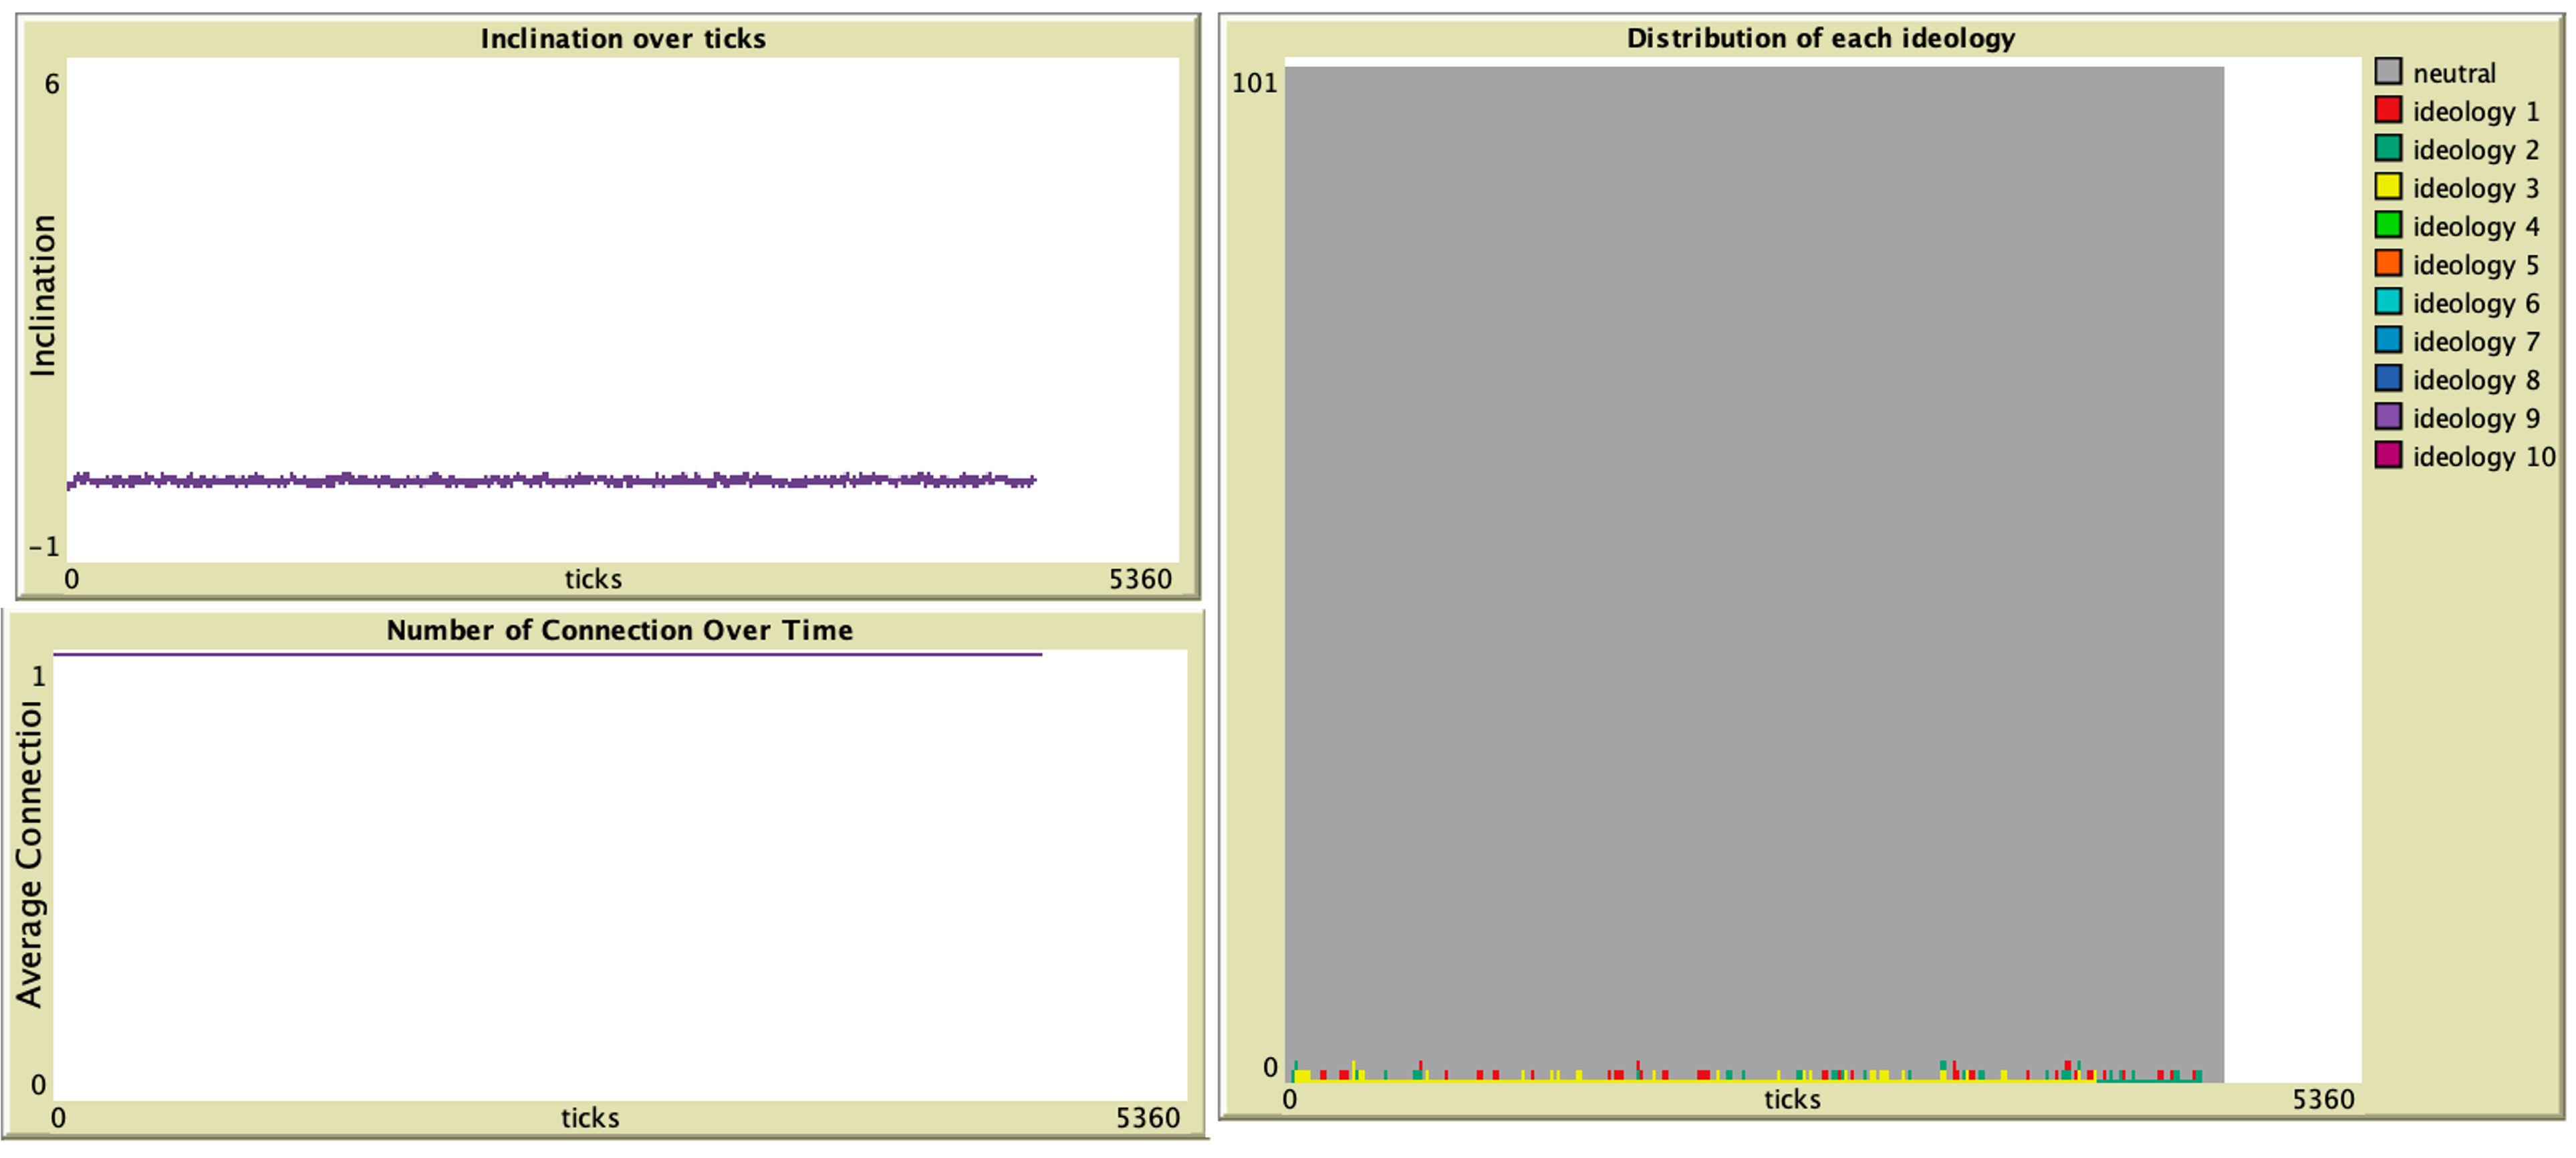 Inclination over ticks
6
Inclination
-1
0 ticks 5360
Number of Connection Over Time
1
Average Connectio
0
0 ticks 5360
Distribution of each ideology
101
0
0 ticks 5360
neutral
ideology 1
ideology 2
ideology 3
ideology 4
ideology 5
ideology 6
ideology 7
ideology 8
ideology 9
ideology 10